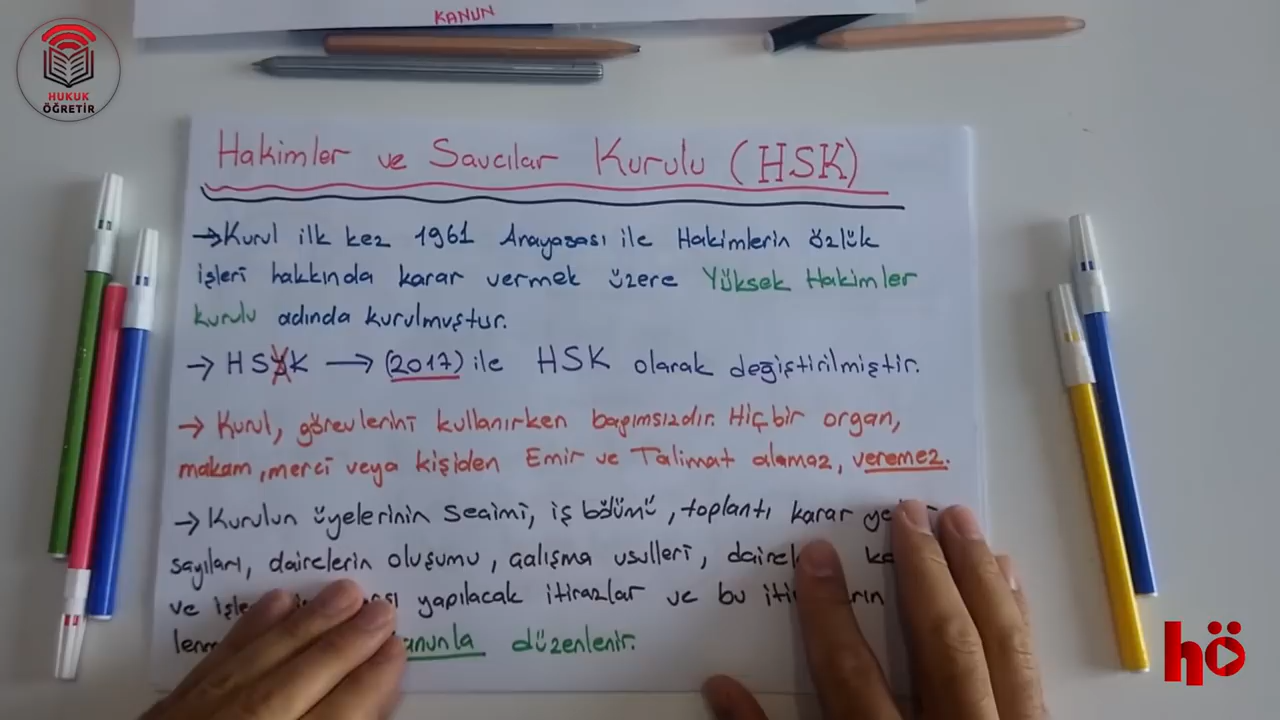 KANUN
HUKUK
ÖĞRETİR
Hakimler ve Savcılar Kurulu (HSK)
→Kurul ilk kez 1961 Anayasası ile Hakimlerin özlük
işleri hakkında karar vermek üzere Yüksek Hakimler
kurulu adında kurulmuştur.
→ HSYK → (2017) ile HSK olarak değiştirilmiştir.
→ Kurul, görevlerini kullanırken bağımsızdır. Hiçbir organ,
makam, merci veya kişiden Emir ve Talimat alamaz, veremez.
→ Kurulun üyelerinin seçimi, iş bölümü, toplantı karar
sayıları, dairelerin oluşumu, çalışma usulleri,
ve yapılacak itirazlar ve bu
düzenlenir.
hö